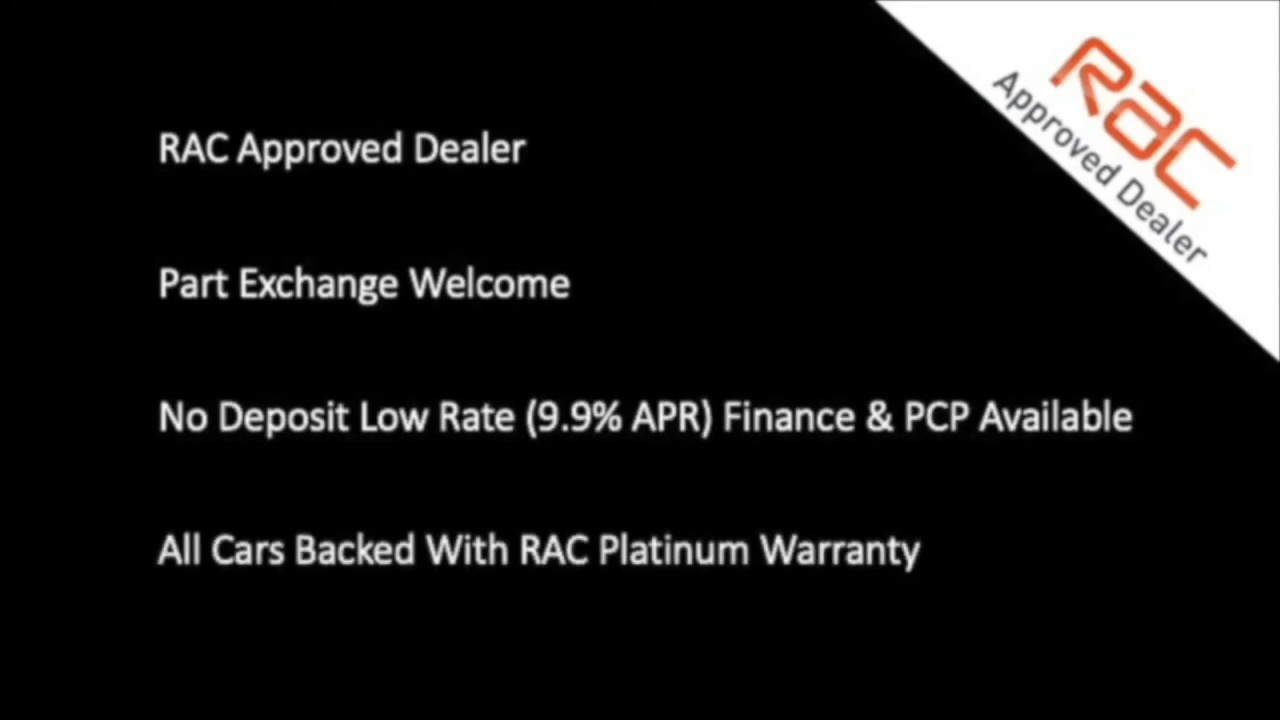 RAC
Approved Dealer
RAC Approved Dealer
Part Exchange Welcome
No Deposit Low Rate (9.9% APR) Finance & PCP Available
All Cars Backed With RAC Platinum Warranty